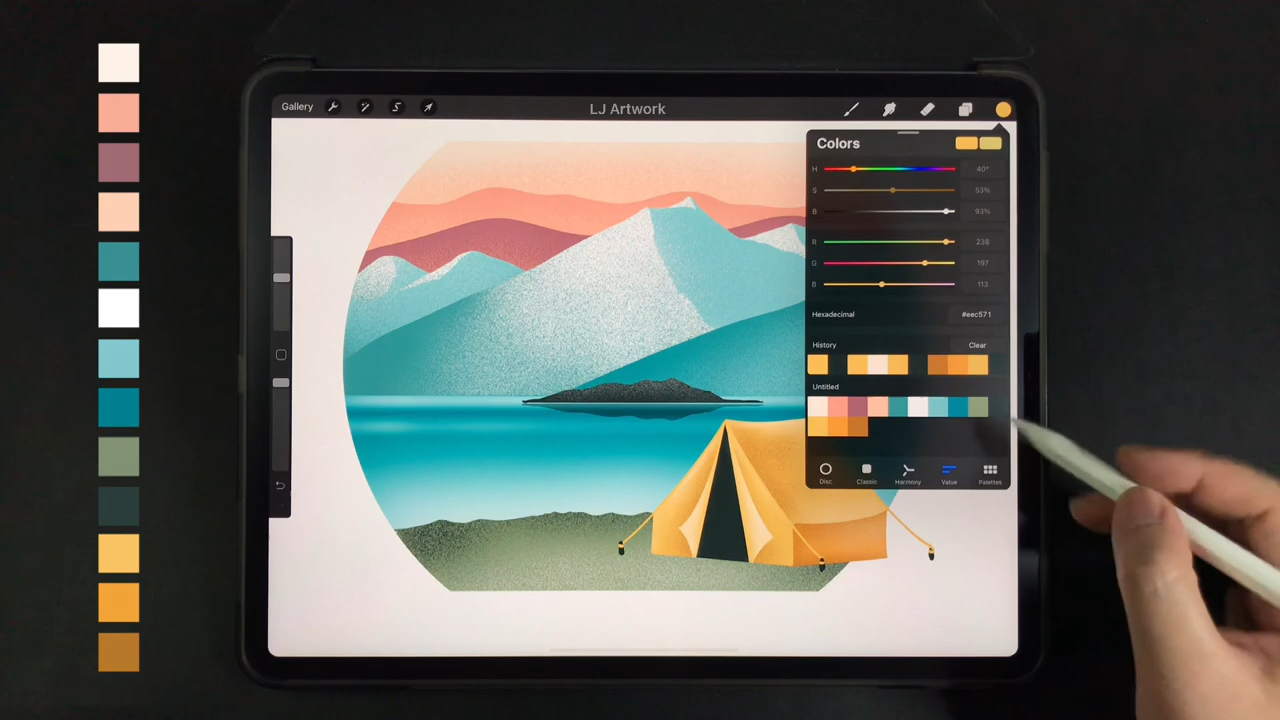 Gallery
LJ Artwork
Colors
H 40°
S 53%
B 93%
R 238
G 197
B 113
Hexadecimal #eec571
History Clear
Untitled
Disc Classic Harmony Value Palettes